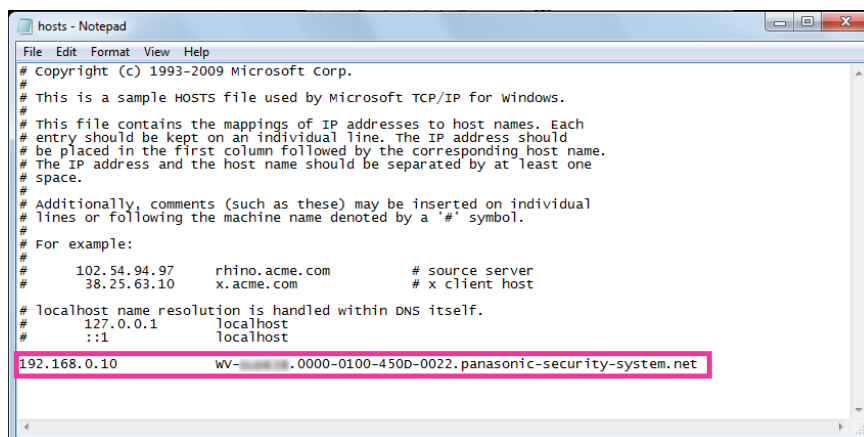 hosts - Notepad
File Edit Format View Help
# Copyright (c) 1993-2009 Microsoft Corp.
#
# This is a sample HOSTS file used by Microsoft TCP/IP for Windows.
#
# This file contains the mappings of IP addresses to host names. Each
# entry should be kept on an individual line. The IP address should
# be placed in the first column followed by the corresponding host name.
# The IP address and the host name should be separated by at least one
# space.
#
# Additionally, comments (such as these) may be inserted on individual
# lines or following the machine name denoted by a '#' symbol.
#
# For example:
#
# 102.54.94.97 rhino.acme.com # source server
# 38.25.63.10 x.acme.com # x client host
# localhost name resolution is handled within DNS itself.
# 127.0.0.1 localhost
# ::1 localhost
192.168.0.10 WV- .0000-0100-450D-0022.panasonic-security-system.net